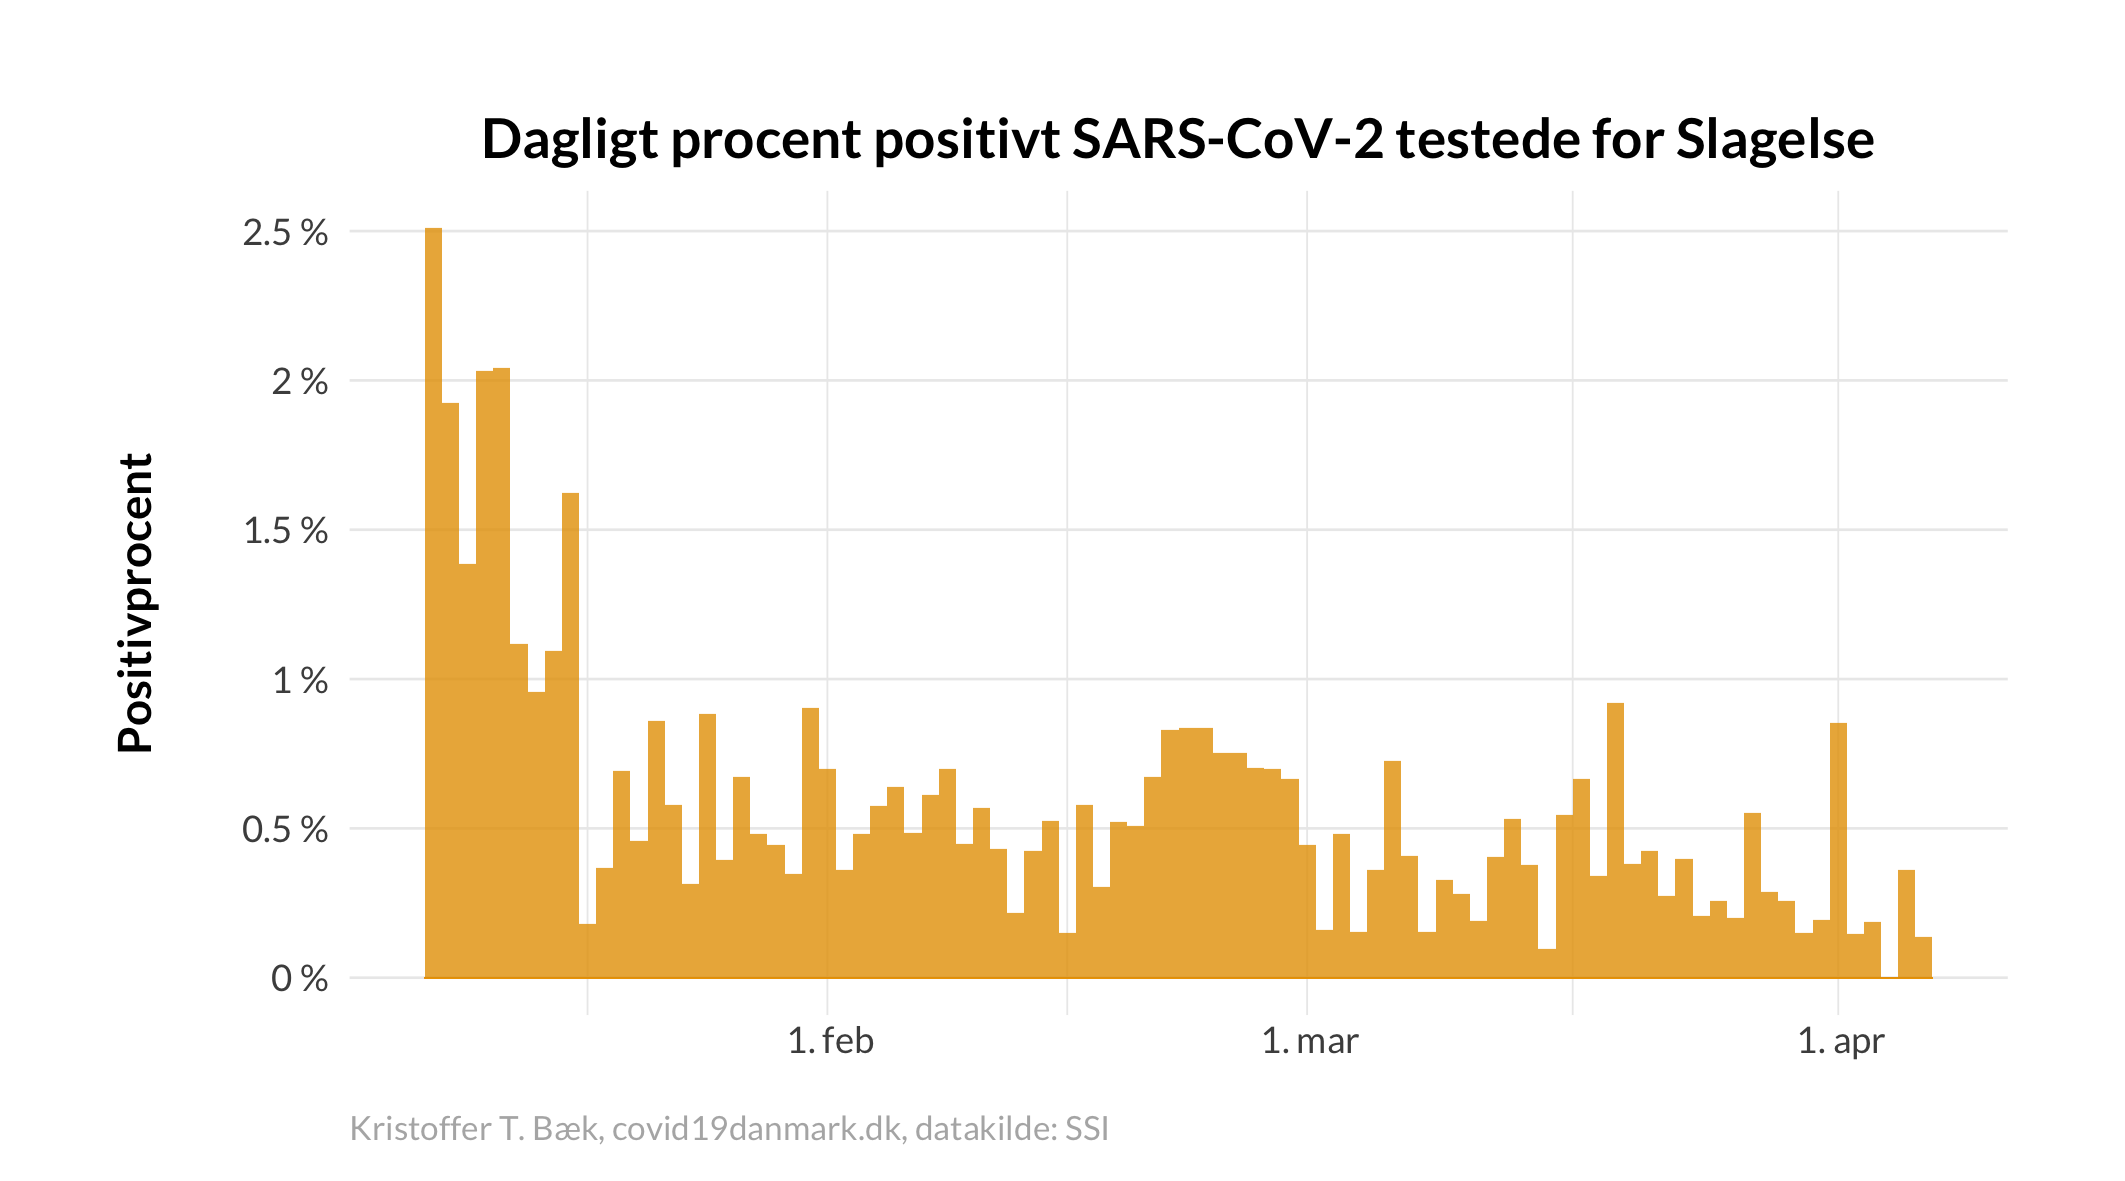 Dagligt procent positivt SARS-CoV-2 testede for Slagelse
Positivprocent
2.5 %
2 %
1.5 %
1 %
0.5 %
0 %
1. feb
1. mar
1. apr
Kristoffer T. Bæk, covid19danmark.dk, datakilde: SSI